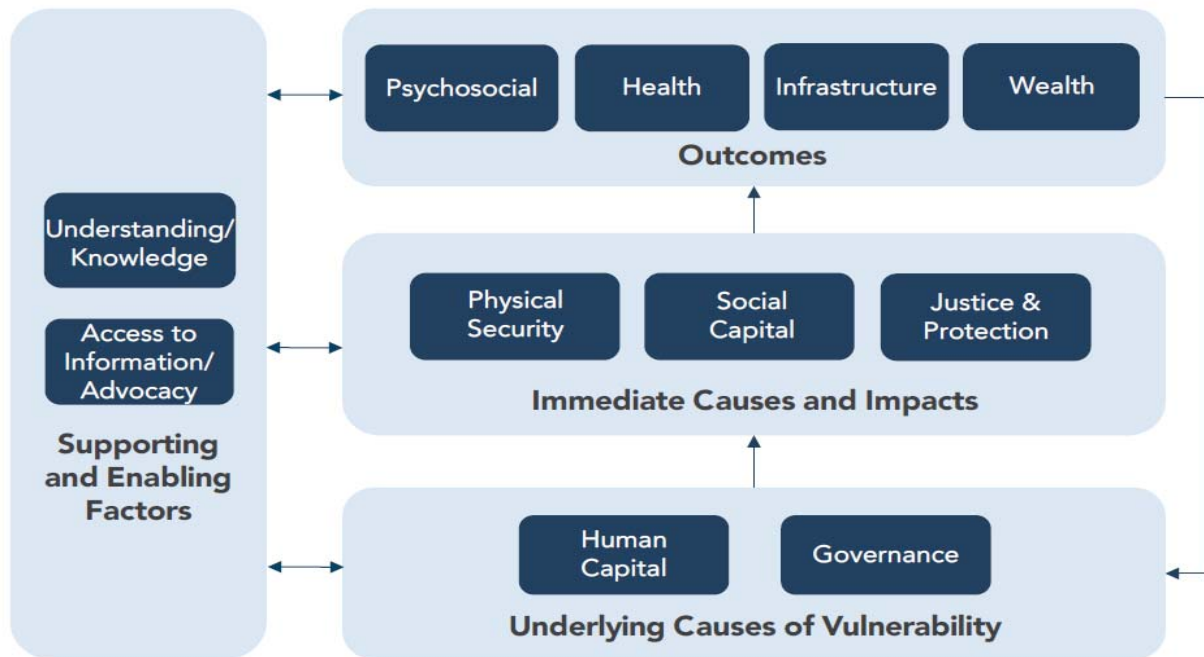 Psychosocial
Health
Infrastructure
Wealth
Outcomes
Understanding/
Knowledge
Access to
Information/
Advocacy
Supporting
and Enabling
Factors
Physical
Security
Social
Capital
Justice &
Protection
Immediate Causes and Impacts
Human
Capital
Governance
Underlying Causes of Vulnerability